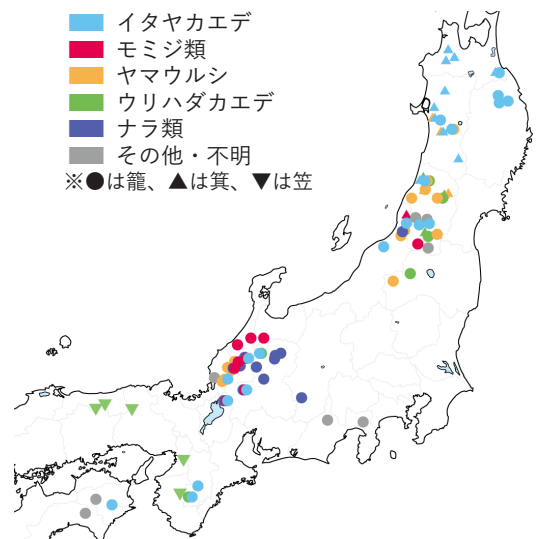 イタヤカエデ
モミジ類
ヤマウルシ
ウリハダカエデ
ナラ類
その他・不明
※●は籠、▲は箕、▼は笠